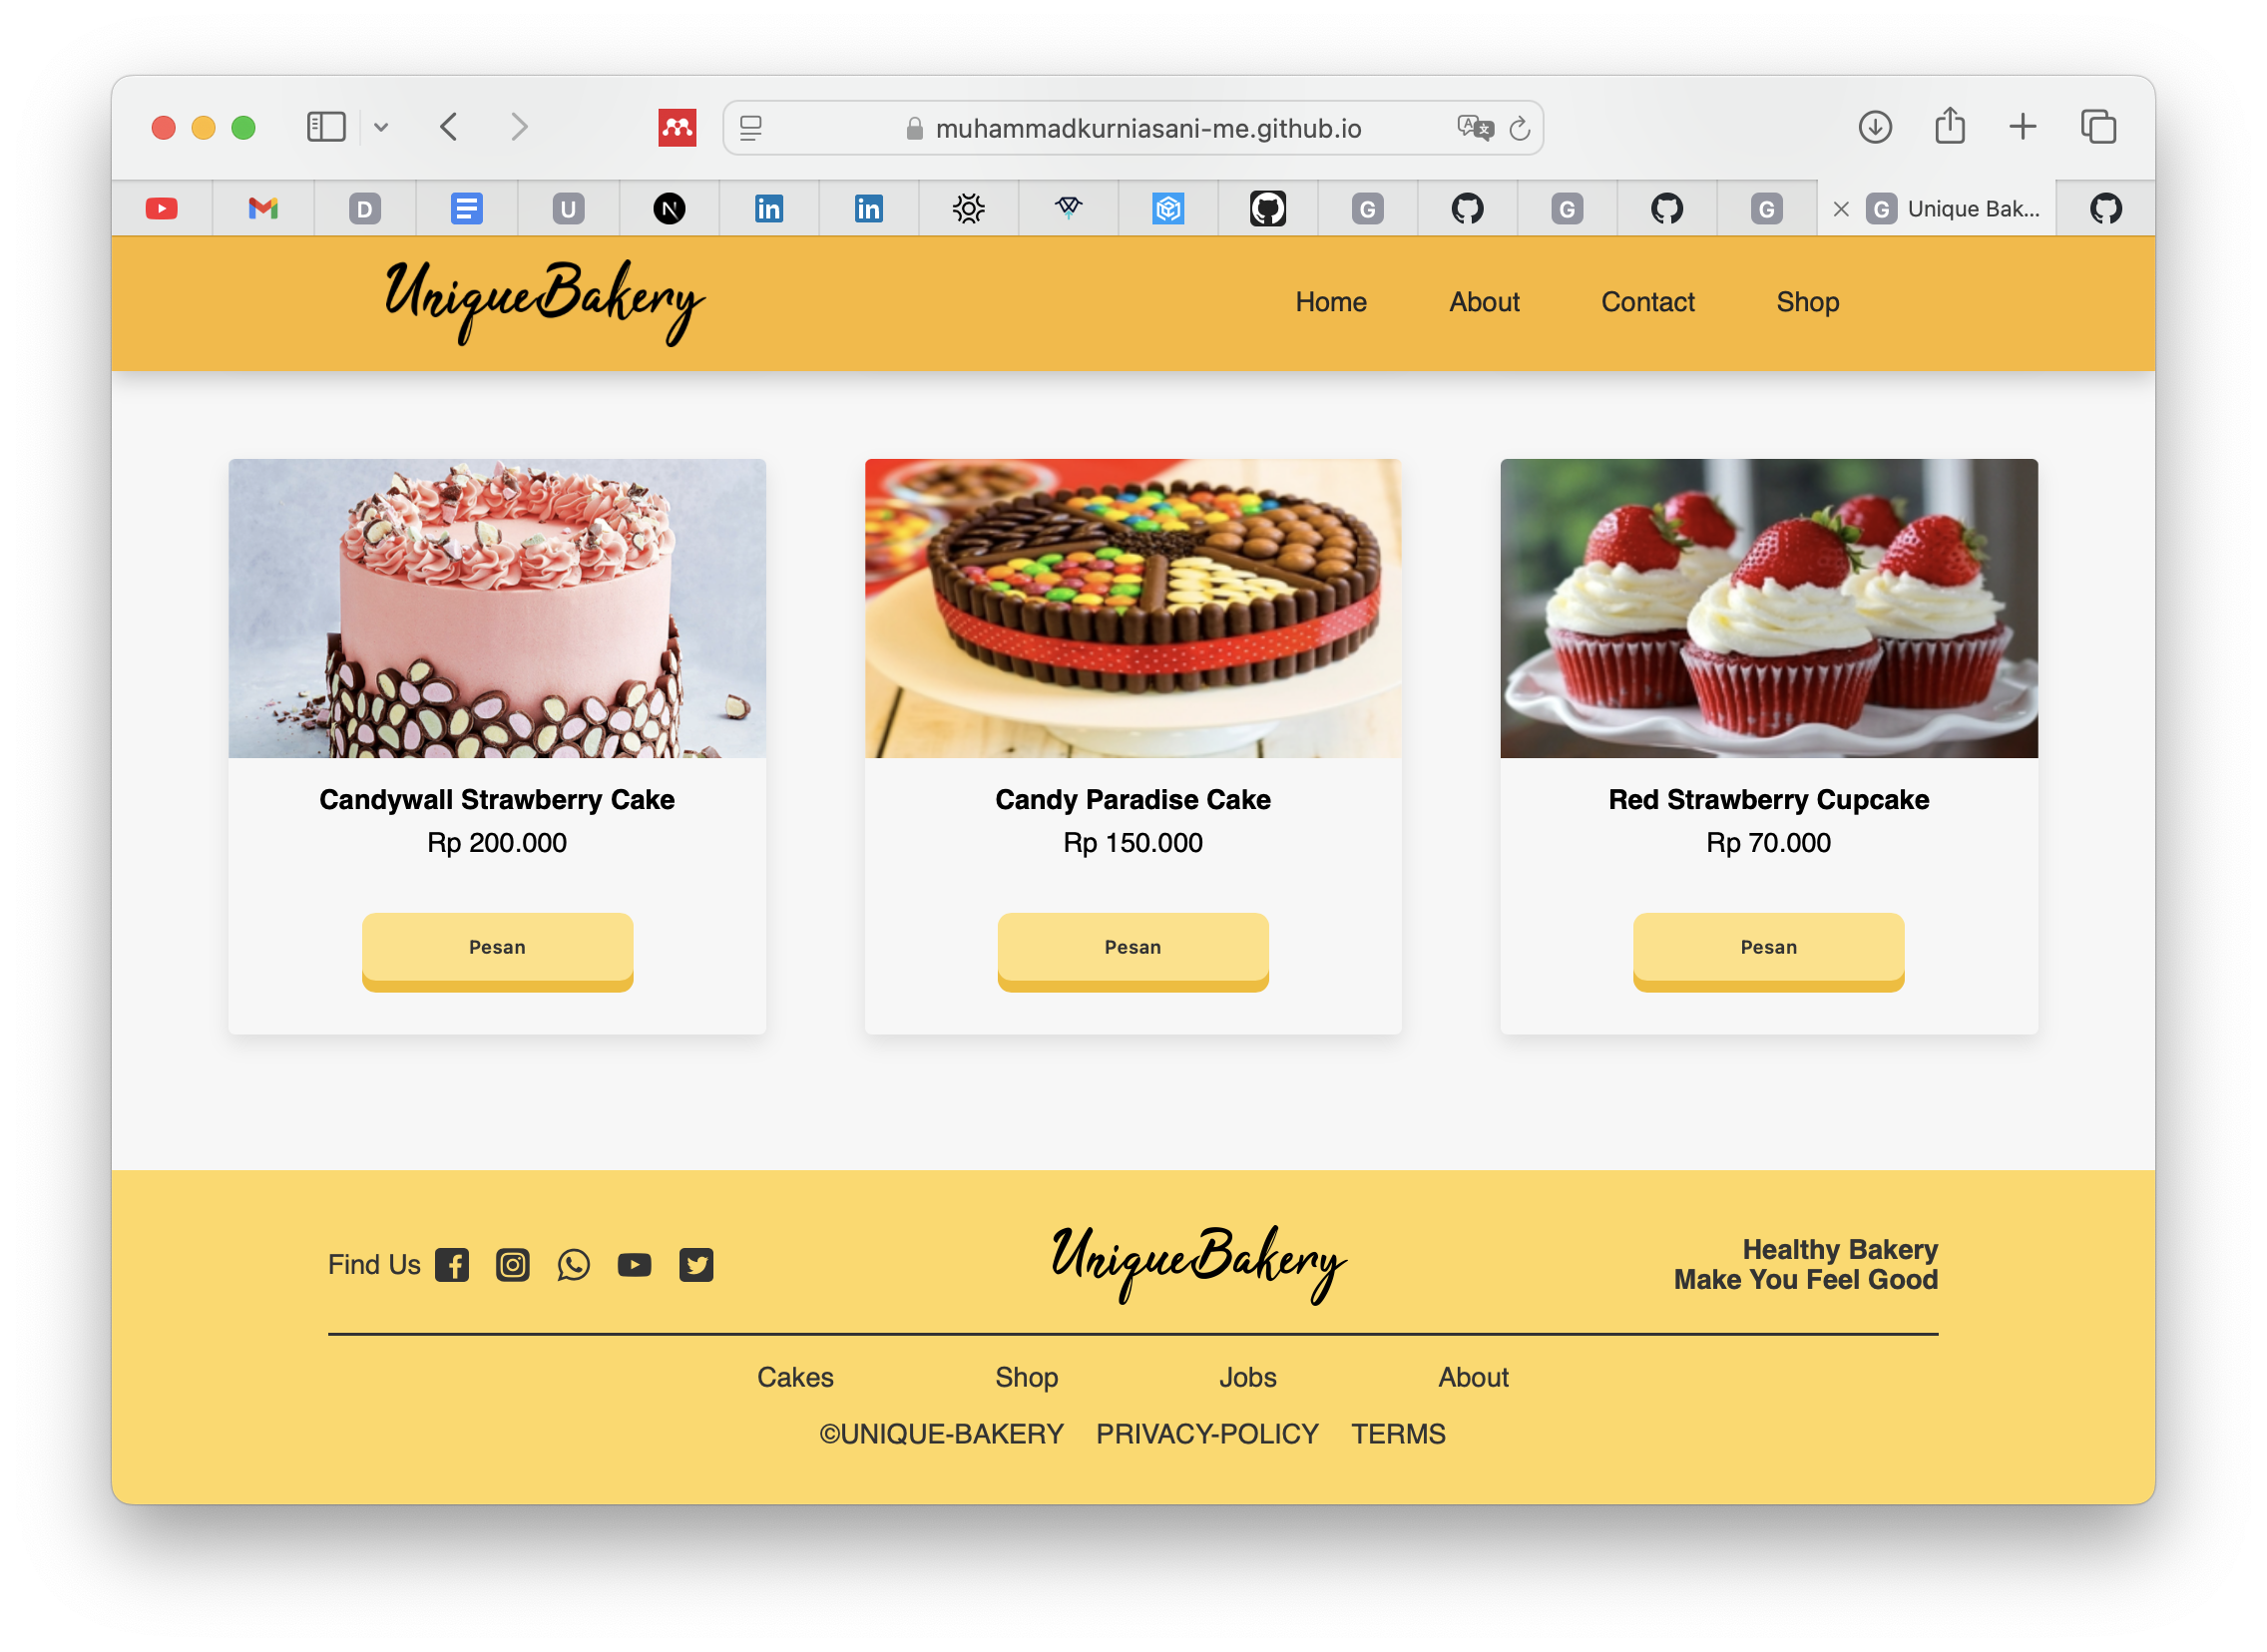 muhammadkurniasani-me.github.io
D U N in in G G G G Unique Bak...
UniqueBakery Home About Contact Shop
Candywall Strawberry Cake Candy Paradise Cake Red Strawberry Cupcake
Rp 200.000 Rp 150.000 Rp 70.000
Pesan Pesan Pesan
Find Us UniqueBakery Healthy Bakery
Make You Feel Good
Cakes Shop Jobs About
©UNIQUE-BAKERY PRIVACY-POLICY TERMS